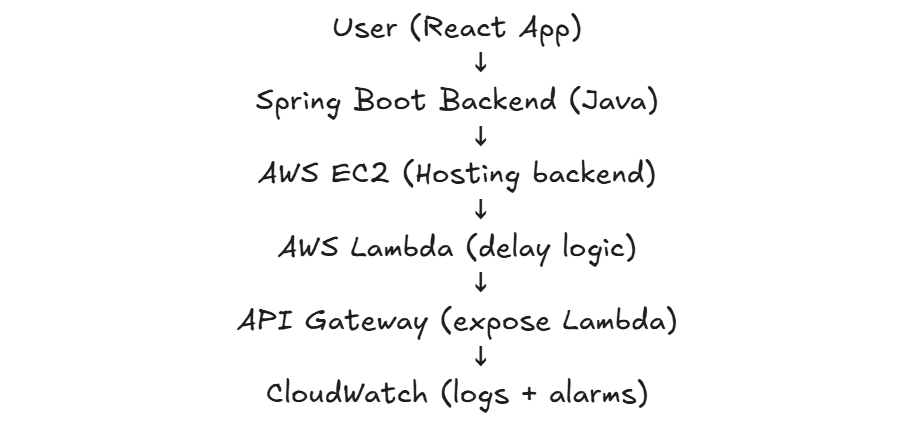 User (React App)
↓
Spring Boot Backend (Java)
↓
AWS EC2 (Hosting backend)
↓
AWS Lambda (delay logic)
↓
API Gateway (expose Lambda)
↓
CloudWatch (logs + alarms)